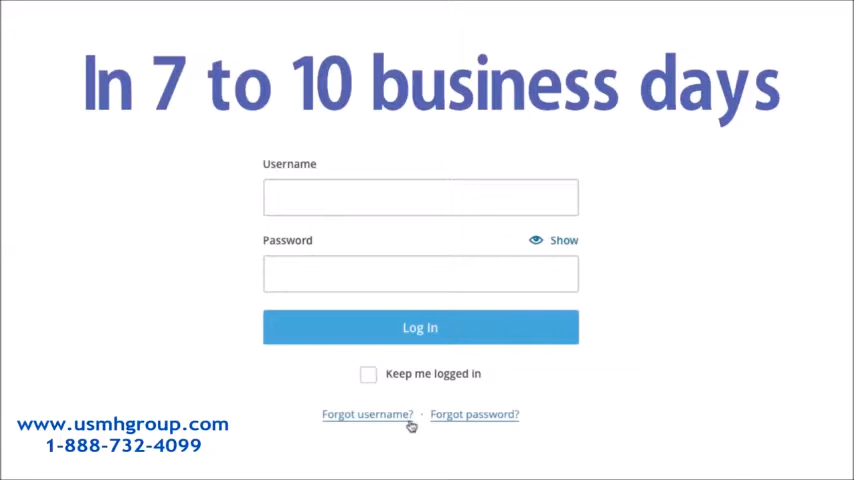 In 7 to 10 business days
Username
Password
Show
Log In
Keep me logged in
Forgot username? · Forgot password?
www.usmhgroup.com
1-888-732-4099